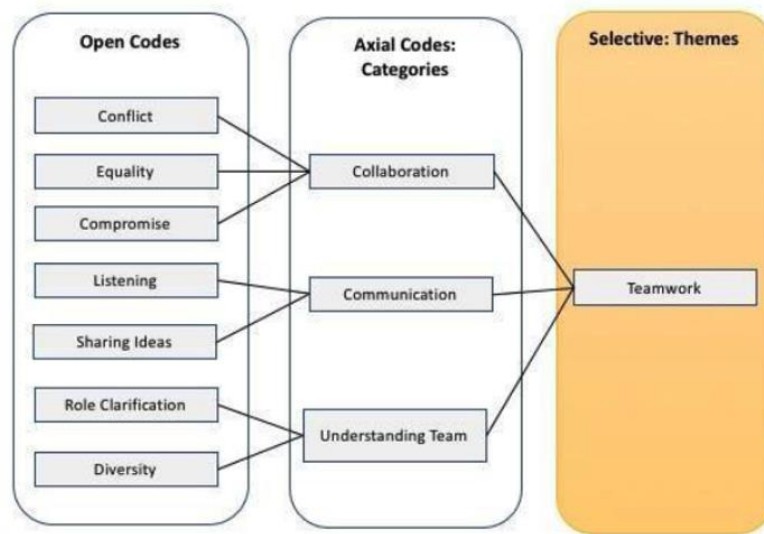 Open Codes
Conflict
Equality
Compromise
Listening
Sharing Ideas
Role Clarification
Diversity
Axial Codes:
Categories
Collaboration
Communication
Understanding Team
Selective: Themes
Teamwork